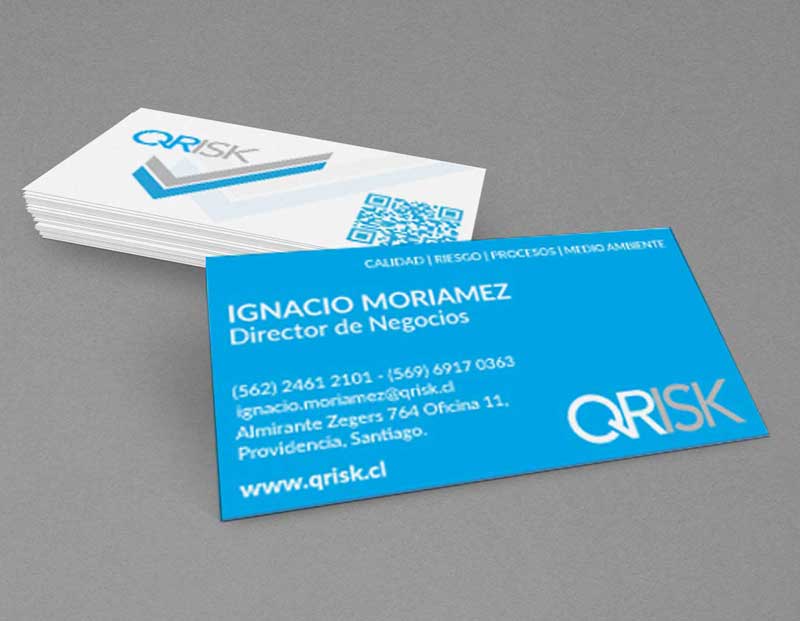 QRISK
CALIDAD | RIESGO | PROCESOS | MEDIO AMBIENTE
IGNACIO MORIAMEZ
Director de Negocios
(562) 2461 2101 - (569) 6917 0363
ignacio.moriamez@qrisk.cl
Almirante Zegers 764 Oficina 11,
Providencia, Santiago.
www.qrisk.cl
QRISK